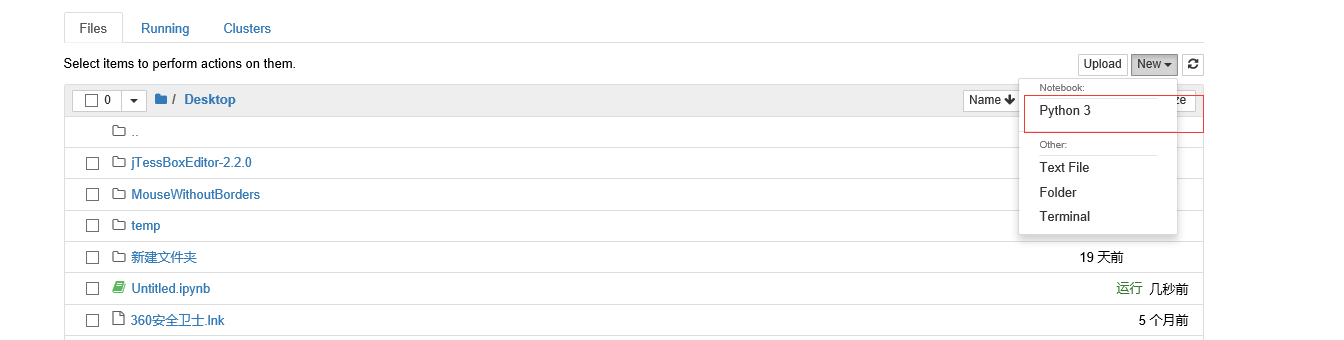 Files Running Clusters
Select items to perform actions on them.
Upload New
0 / Desktop Name
Notebook:
Python 3
..
Other:
jTessBoxEditor-2.2.0
Text File
MouseWithoutBorders
Folder
temp
Terminal
新建文件夹 19 天前
Untitled.ipynb 运行 几秒前
360安全卫士.lnk 5 个月前